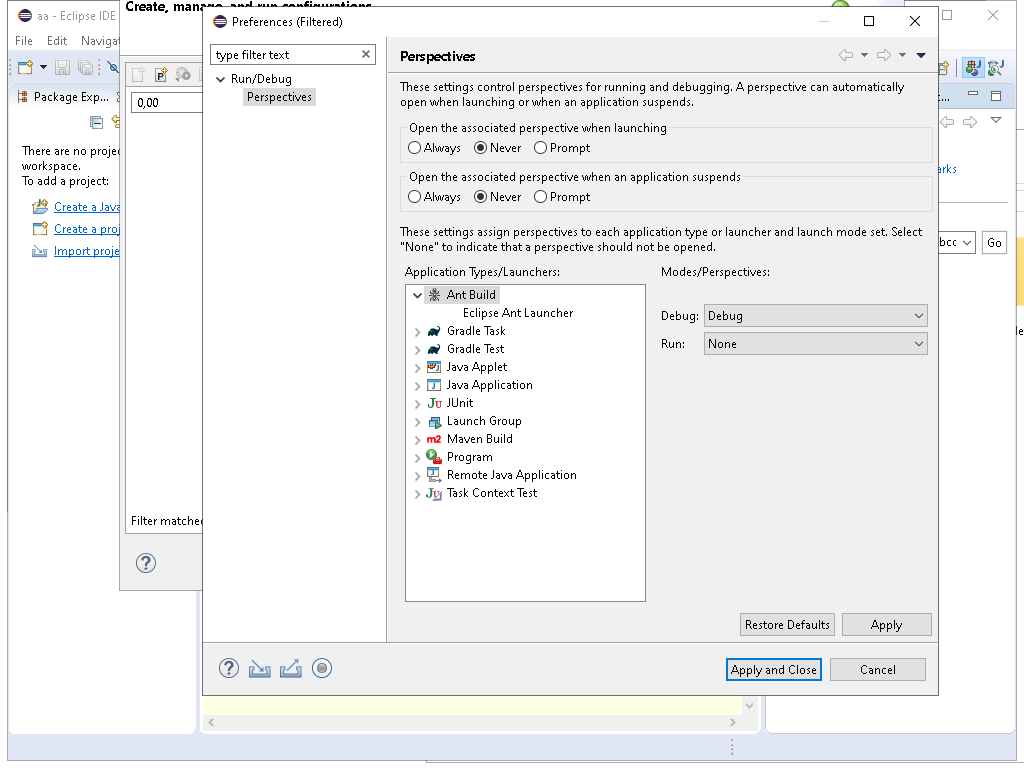 Create, manage, and run configurations
aa - Eclipse IDE
Preferences (Filtered)
File Edit Navigat
type filter text
Perspectives
Run/Debug
Perspectives
Package Exp...
0,00
These settings control perspectives for running and debugging. A perspective can automatically
open when launching or when an application suspends.
Open the associated perspective when launching
Always Never Prompt
Open the associated perspective when an application suspends
Always Never Prompt
There are no proje
workspace.
To add a project:
Create a Java
Create a proj
Import proje
These settings assign perspectives to each application type or launcher and launch mode set. Select
"None" to indicate that a perspective should not be opened.
Application Types/Launchers:
Modes/Perspectives:
Ant Build
Eclipse Ant Launcher
Gradle Task
Gradle Test
Java Applet
Java Application
JUnit
Launch Group
Maven Build
Program
Remote Java Application
Task Context Test
Debug: Debug
Run: None
Go
Filter matche
Restore Defaults Apply
Apply and Close Cancel